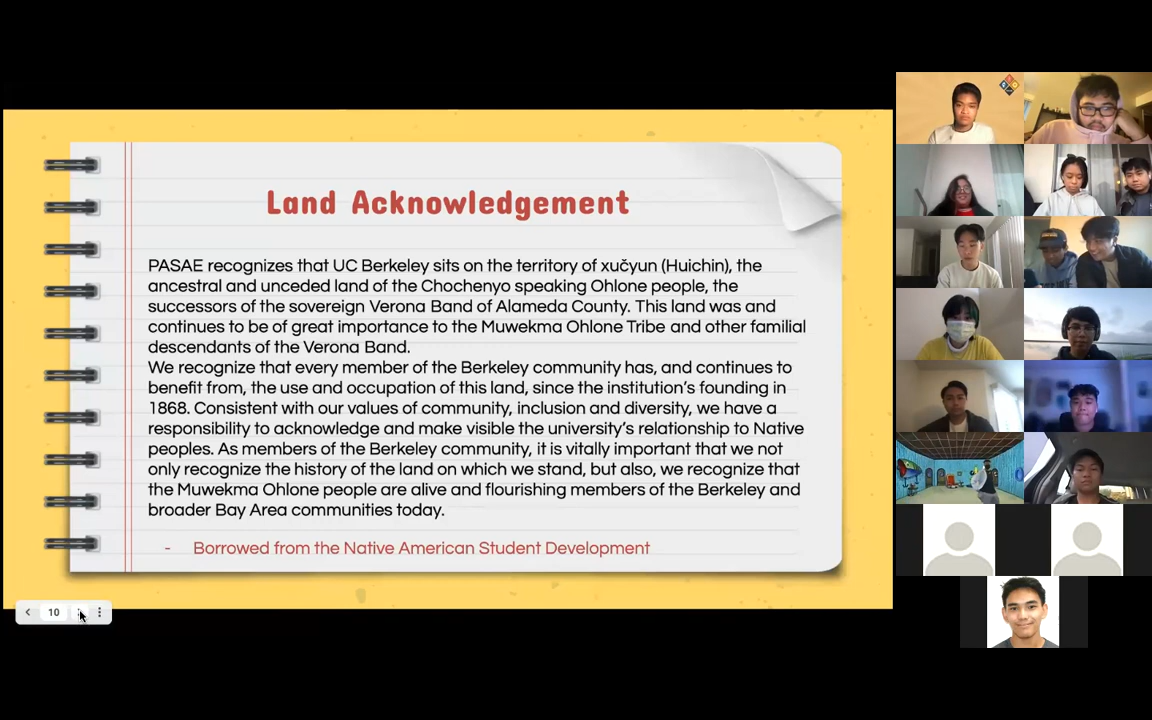 Land Acknowledgement
PASAE recognizes that UC Berkeley sits on the territory of xučyun (Huichin), the
ancestral and unceded land of the Chochenyo speaking Ohlone people, the
successors of the sovereign Verona Band of Alameda County. This land was and
continues to be of great importance to the Muwekma Ohlone Tribe and other familial
descendants of the Verona Band.
We recognize that every member of the Berkeley community has, and continues to
benefit from, the use and occupation of this land, since the institution's founding in
1868. Consistent with our values of community, inclusion and diversity, we have a
responsibility to acknowledge and make visible the university's relationship to Native
peoples. As members of the Berkeley community, it is vitally important that we not
only recognize the history of the land on which we stand, but also, we recognize that
the Muwekma Ohlone people are alive and flourishing members of the Berkeley and
broader Bay Area communities today.
- Borrowed from the Native American Student Development
10